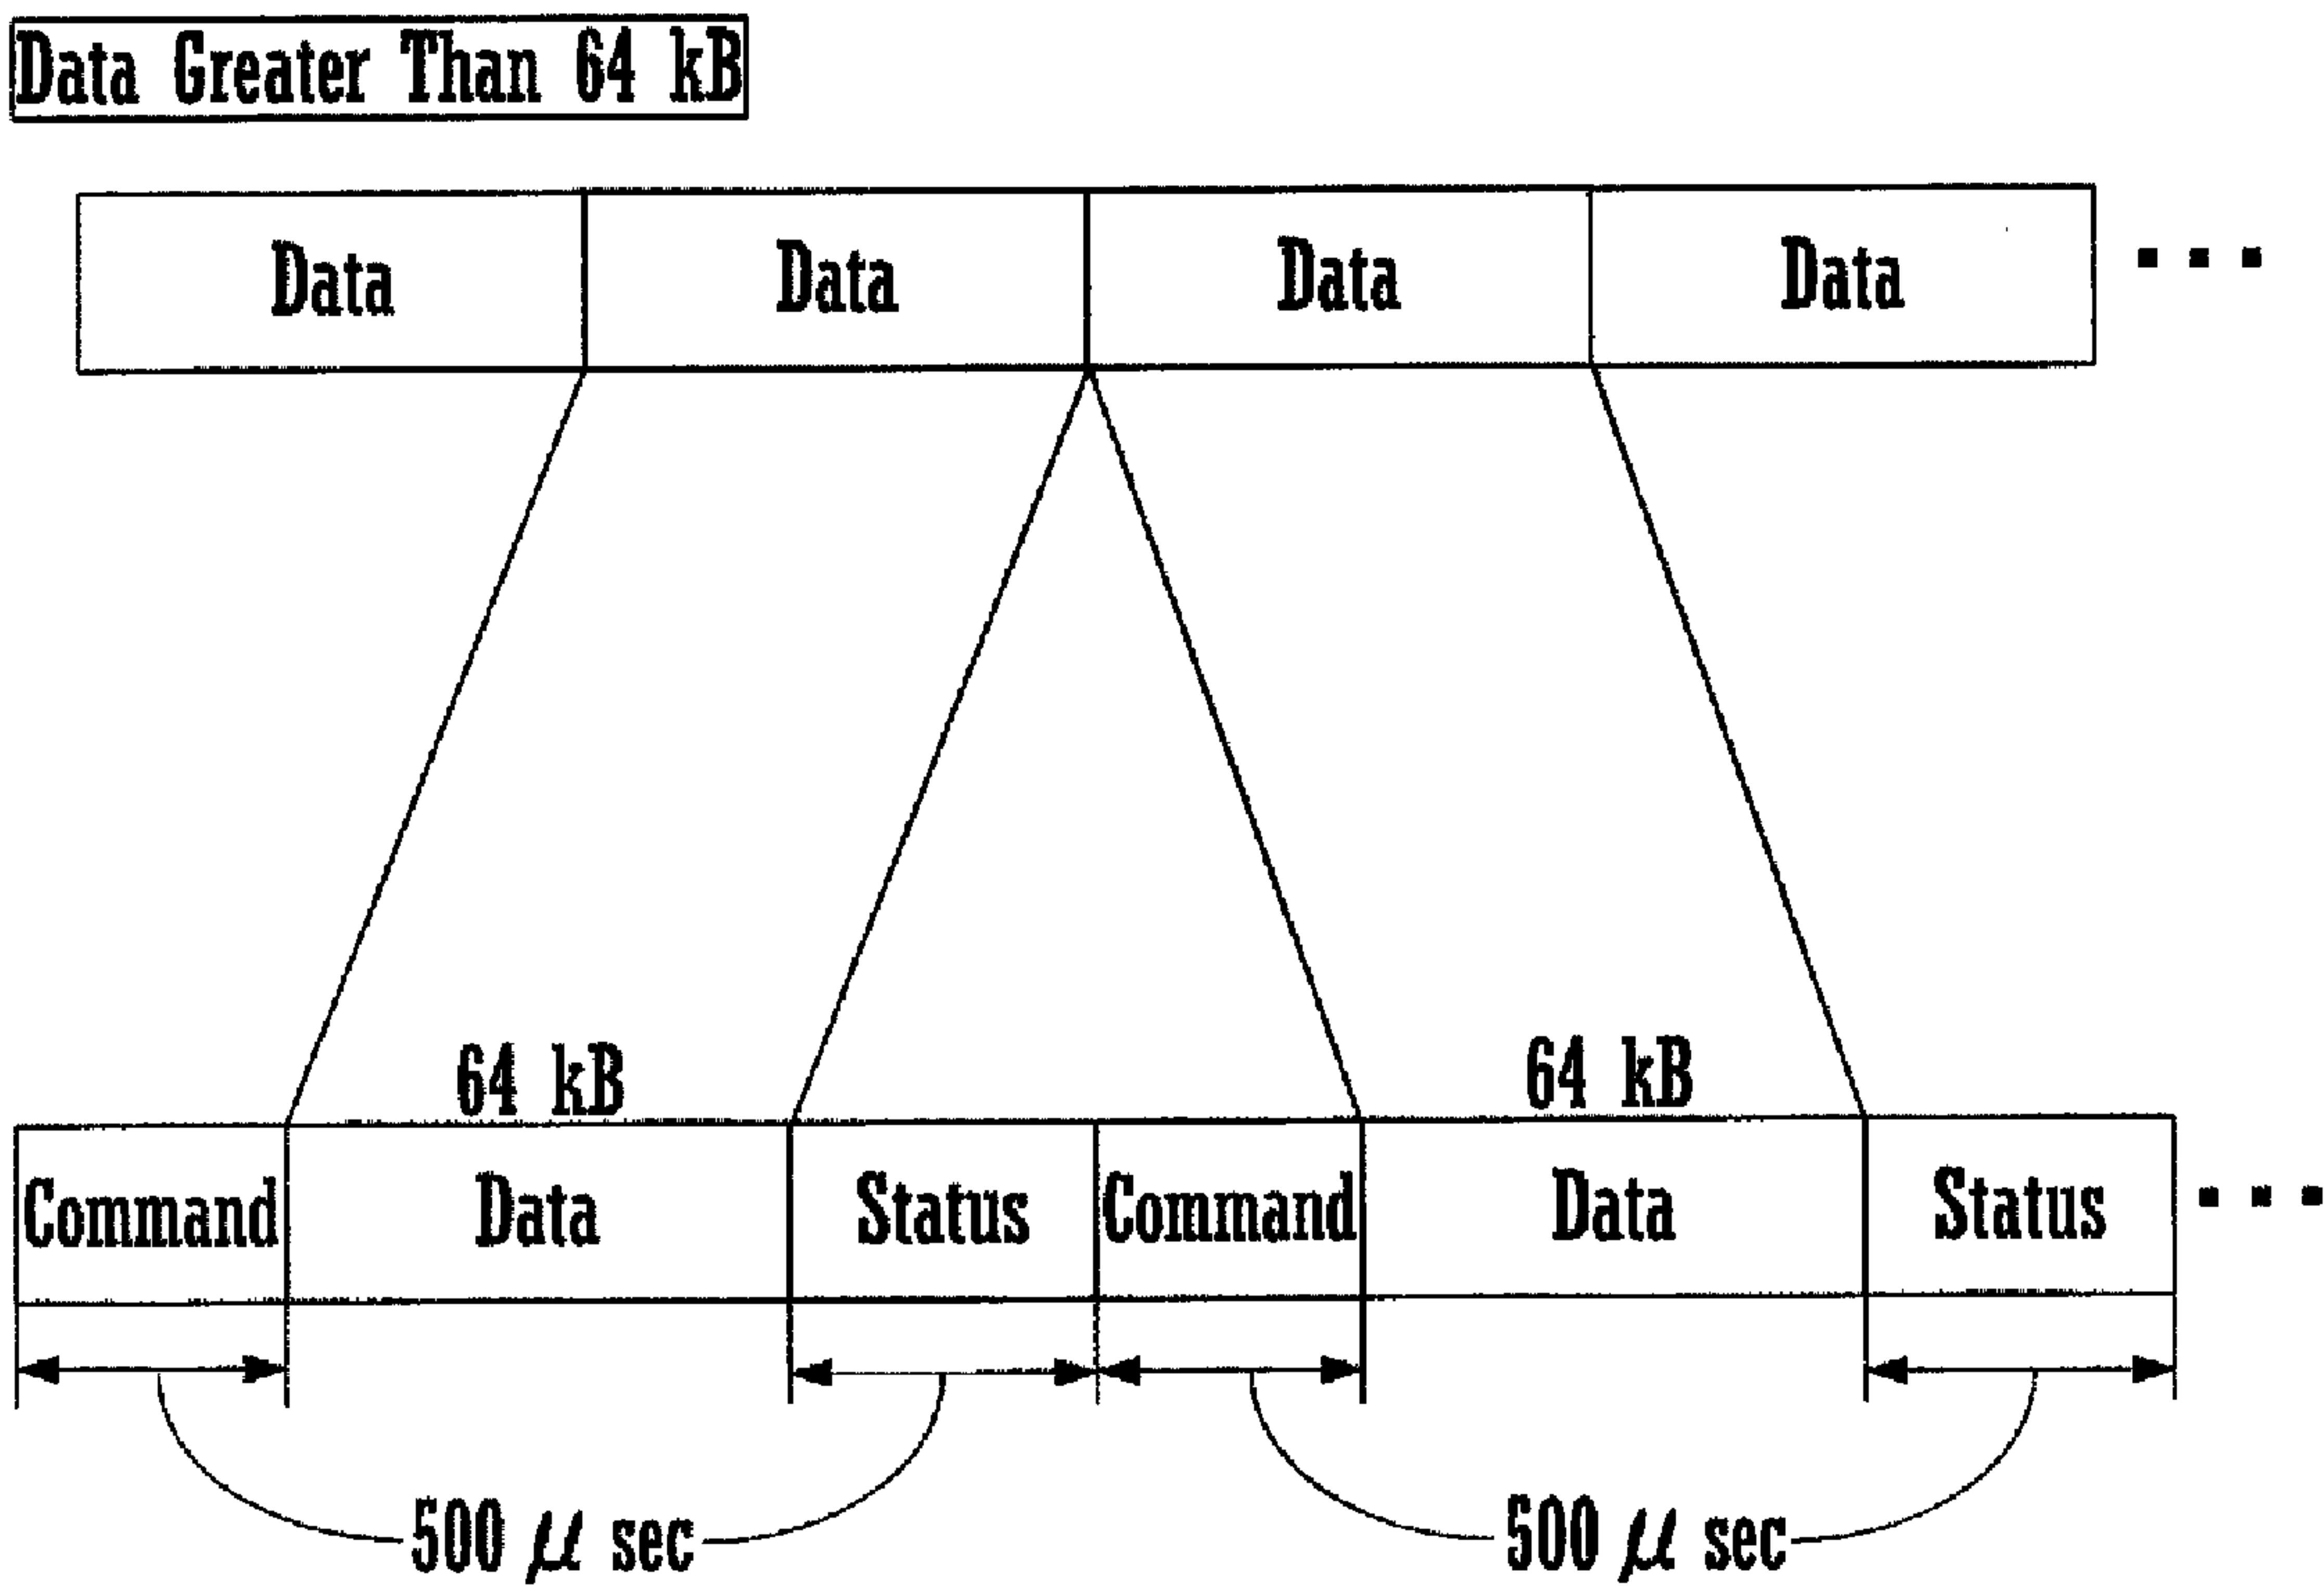 Data Greater Than 64 kB
Data Data Data Data ▪ ▪ ▪
64 kB 64 kB
Command Data Status Command Data Status ▪ ▪ ▪
500 μ sec 500 μ sec